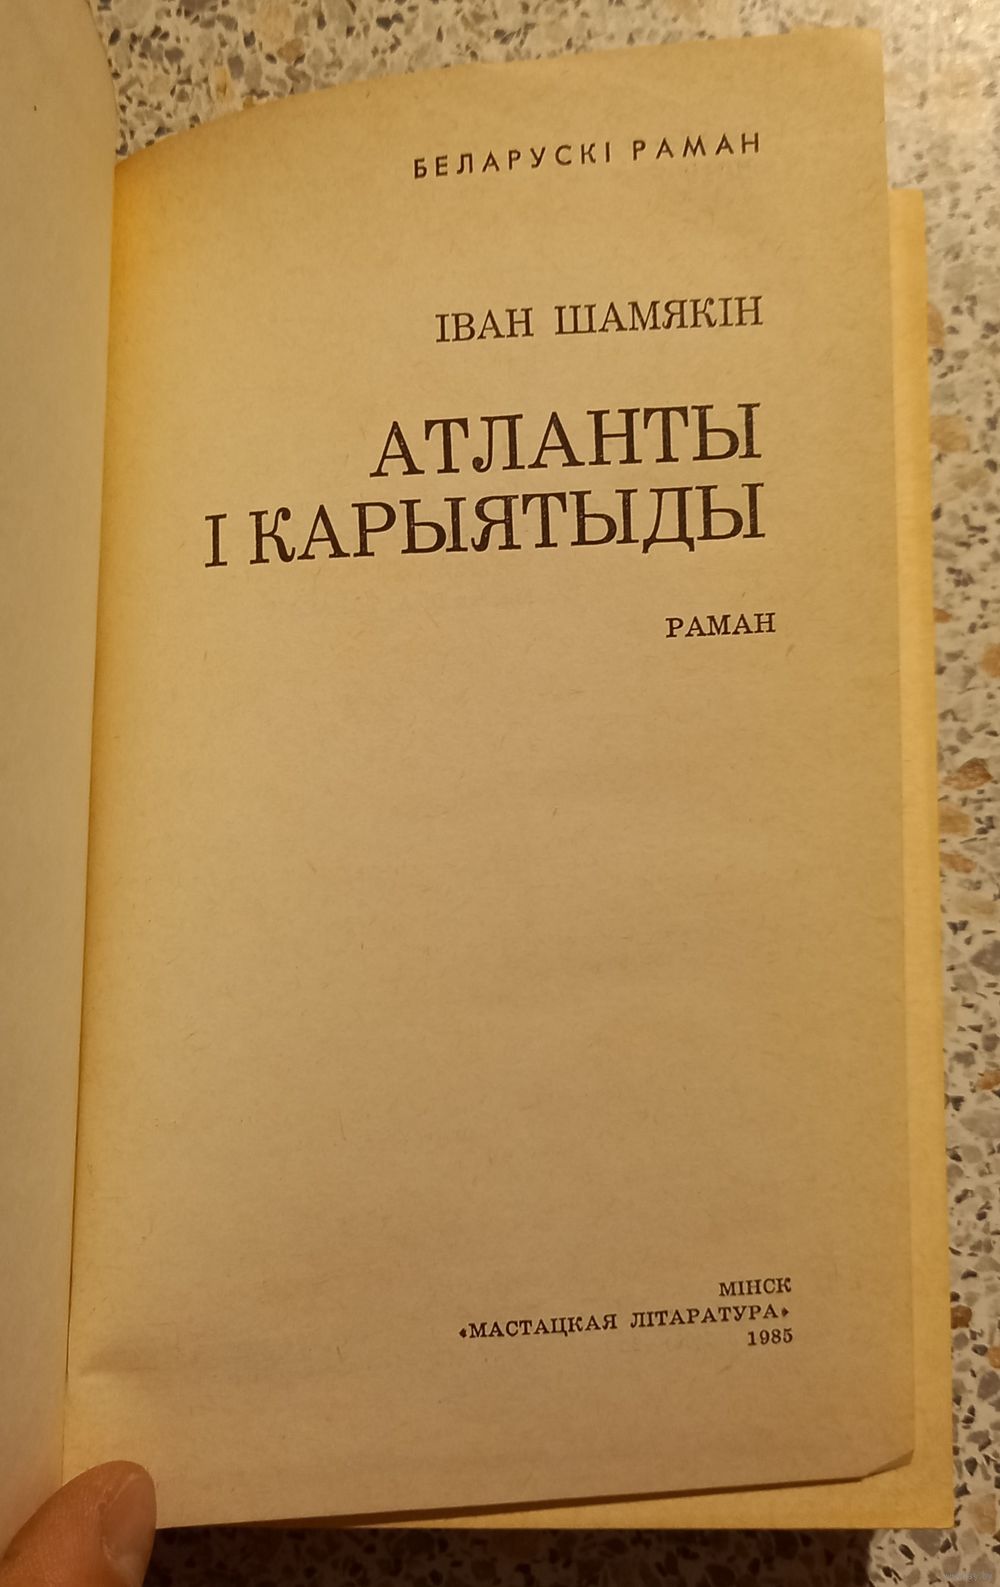 БЕЛАРУСКІ РАМАН
ІВАН ШАМЯКІН
АТЛАНТЫ
І КАРЫЯТЫДЫ
РАМАН
МІНСК
«МАСТАЦКАЯ ЛІТАРАТУРА»
1985